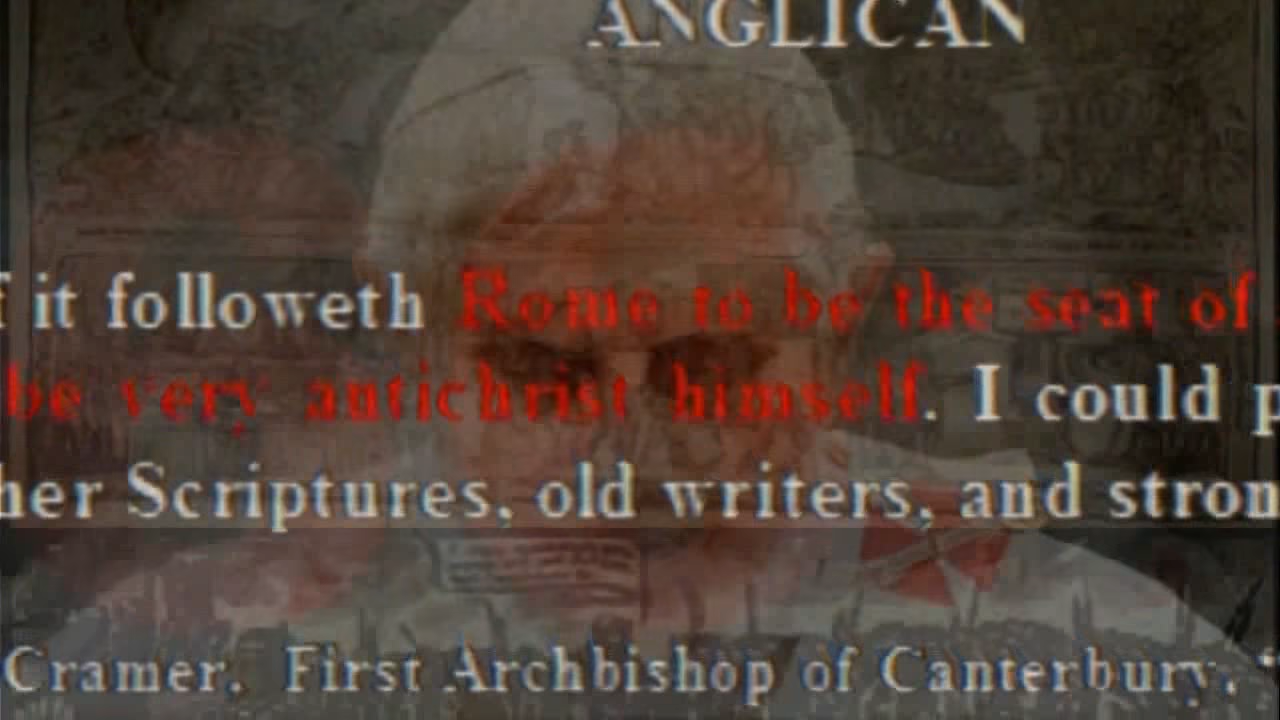 ANGLICAN
f it followeth Rome to be the seat of
be very antichrist himself. I could p
her Scriptures, old writers, and stron
Cramer. First Archbishop of Canterbury. "